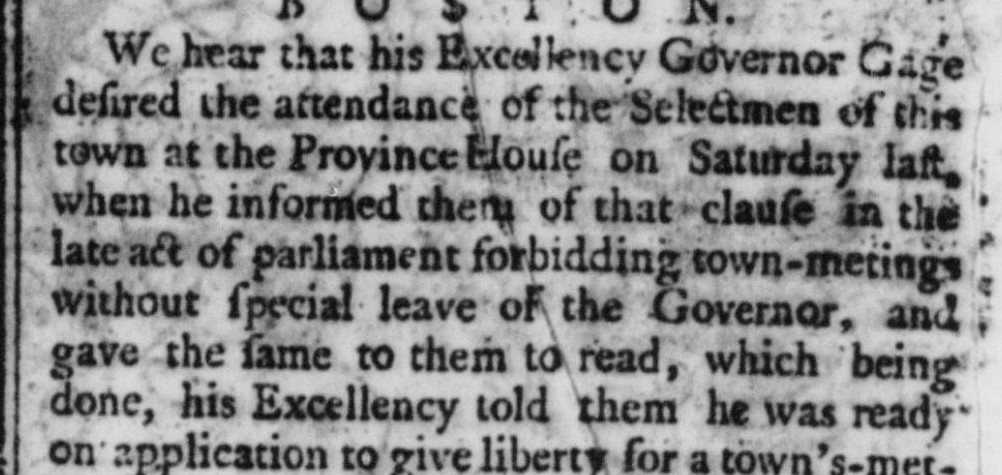 BOSTON.
We hear that his Excellency Governor Gage
deſired the attendance of the Selectmen of this
town at the Province Houſe on Saturday laſt,
when he informed them of that clauſe in the
late act of parliament forbidding town-metings
without ſpecial leave of the Governor, and
gave the ſame to them to read, which being
done, his Excellency told them he was ready
on application to give liberty for a town's-met-